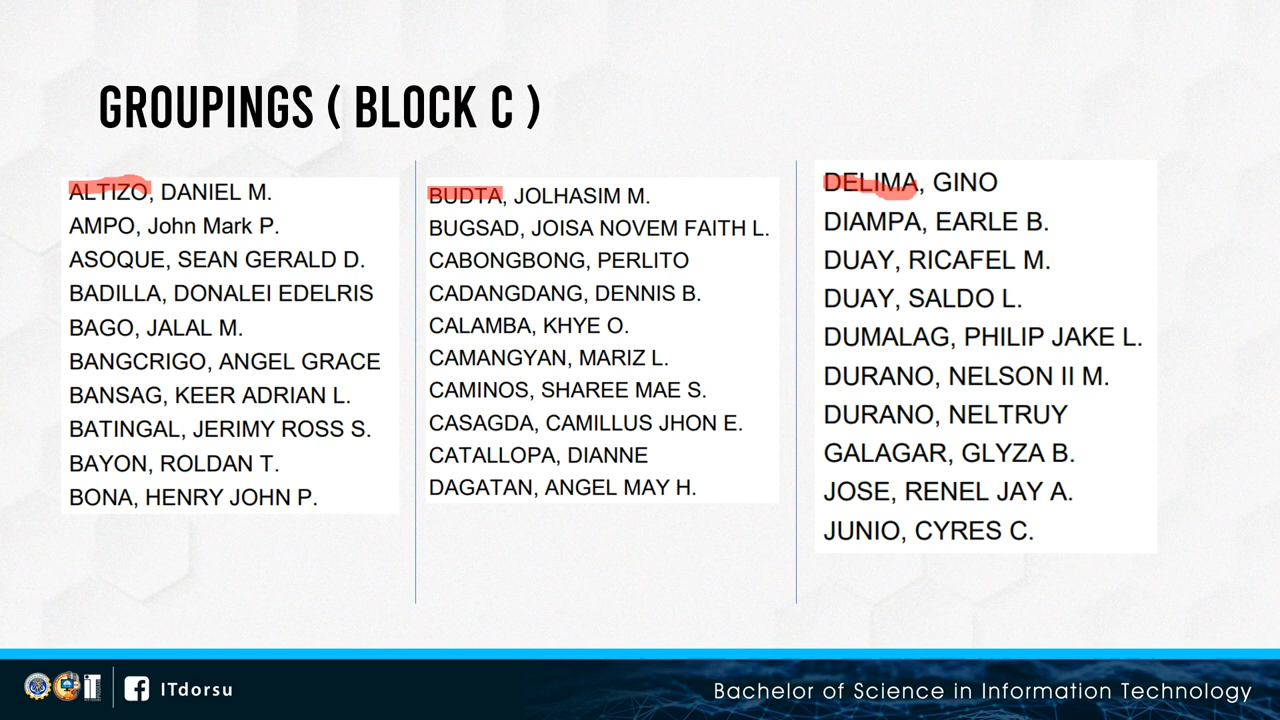 GROUPINGS ( BLOCK C )
ALTIZO, DANIEL M.
AMPO, John Mark P.
ASOQUE, SEAN GERALD D.
BADILLA, DONALEI EDELRIS
BAGO, JALAL M.
BANGCRIGO, ANGEL GRACE
BANSAG, KEER ADRIAN L.
BATINGAL, JERIMY ROSS S.
BAYON, ROLDAN T.
BONA, HENRY JOHN P.
BUDTA, JOLHASIM M.
BUGSAD, JOISA NOVEM FAITH L.
CABONGBONG, PERLITO
CADANGDANG, DENNIS B.
CALAMBA, KHYE O.
CAMANGYAN, MARIZ L.
CAMINOS, SHAREE MAE S.
CASAGDA, CAMILLUS JHON E.
CATALLOPA, DIANNE
DAGATAN, ANGEL MAY H.
DELIMA, GINO
DIAMPA, EARLE B.
DUAY, RICAFEL M.
DUAY, SALDO L.
DUMALAG, PHILIP JAKE L.
DURANO, NELSON II M.
DURANO, NELTRUY
GALAGAR, GLYZA B.
JOSE, RENEL JAY A.
JUNIO, CYRES C.
IT
ITdorsu
Bachelor of Science in Information Technology